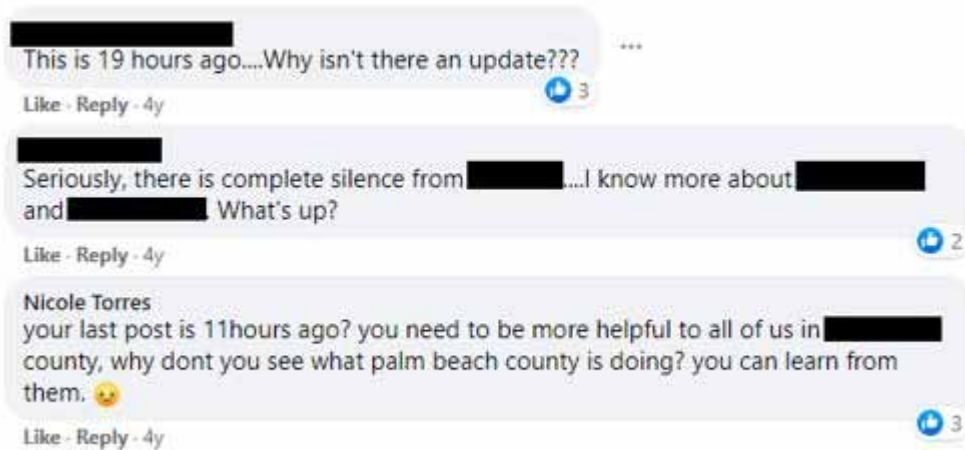 This is 19 hours ago....Why isn't there an update???
3
Like · Reply · 4y
Seriously, there is complete silence from ....I know more about
and . What's up?
2
Like · Reply · 4y
Nicole Torres
your last post is 11hours ago? you need to be more helpful to all of us in
county, why dont you see what palm beach county is doing? you can learn from
them.
3
Like · Reply · 4y